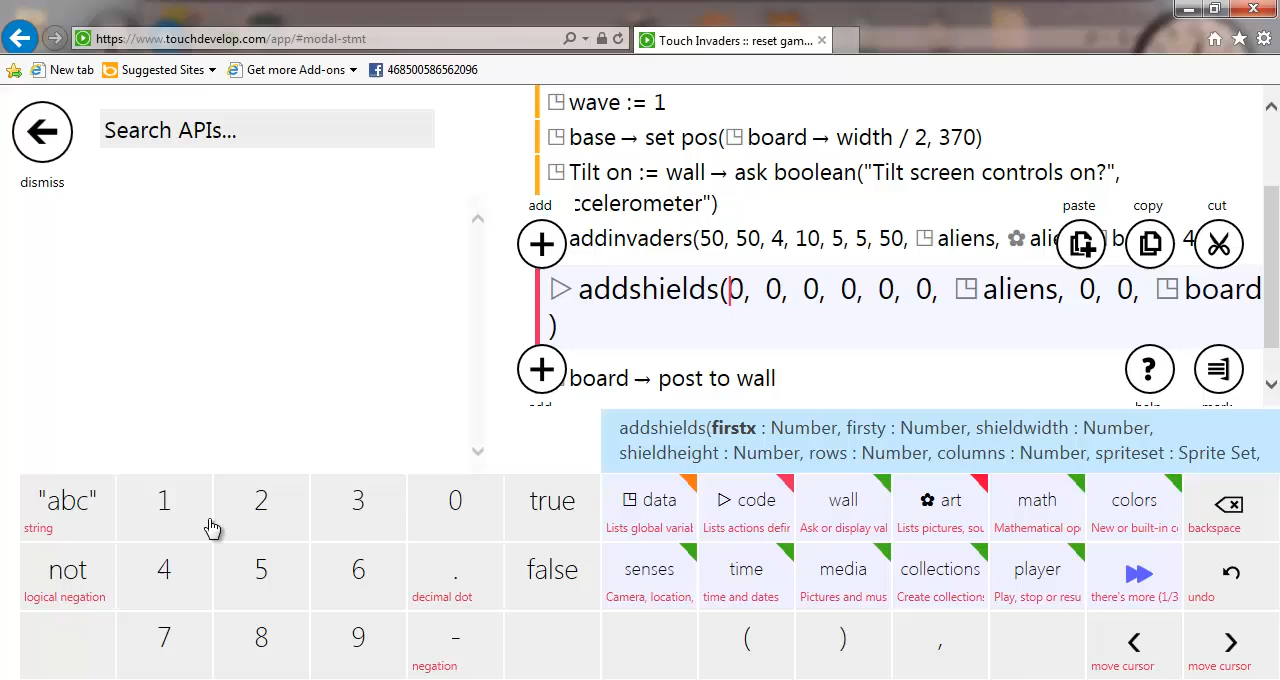 https://www.touchdevelop.com/app/#modal-stmt
Touch Invaders :: reset gam...
New tab
Suggested Sites
Get more Add-ons
468500586562096
dismiss
Search APIs...
wave := 1
base → set pos(board → width / 2, 370)
Tilt on := wall → ask boolean("Tilt screen controls on?",
ccelerometer")
add
paste
copy
cut
addinvaders(50, 50, 4, 10, 5, 5, 50, aliens, alie b 4
addshields(0, 0, 0, 0, 0, 0, aliens, 0, 0, board
)
board → post to wall
addshields(firstx : Number, firsty : Number, shieldwidth : Number,
shieldheight : Number, rows : Number, columns : Number, spriteset : Sprite Set,
"abc"
string
1
2
3
0
true
data
Lists global variab
code
Lists actions defin
wall
Ask or display val
art
Lists pictures, sou
math
Mathematical op
colors
New or built-in c
backspace
not
logical negation
4
5
6
.
decimal dot
false
senses
Camera, location,
time
time and dates
media
Pictures and mus
collections
Create collections
player
Play, stop or resu
there's more (1/3
undo
7
8
9
-
negation
(
)
,
move cursor
move cursor